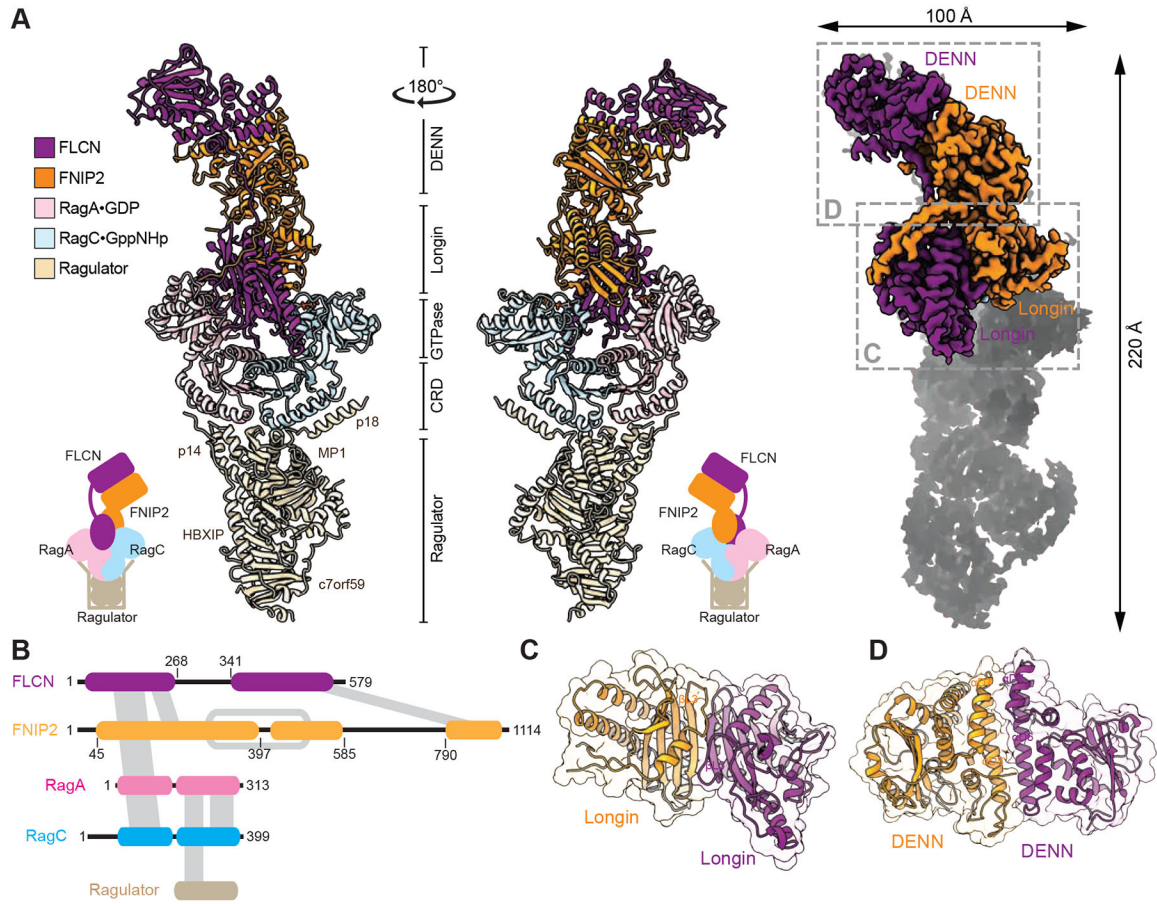 A
180°
FLCN
FNIP2
RagA•GDP
RagC•GppNHp
Ragulator
DENN
Longin
GTPase
CRD
Ragulator
p18
p14
MP1
HBXIP
c7orf59
FLCN
FNIP2
RagA
RagC
Ragulator
FLCN
FNIP2
RagC
RagA
Ragulator
100 Å
DENN
DENN
D
Longin
Longin
C
220 Å
B
268
341
FLCN
1
579
FNIP2
1
1114
45
397
585
790
RagA
1
313
RagC
1
399
Ragulator
C
Longin
Longin
D
DENN
DENN